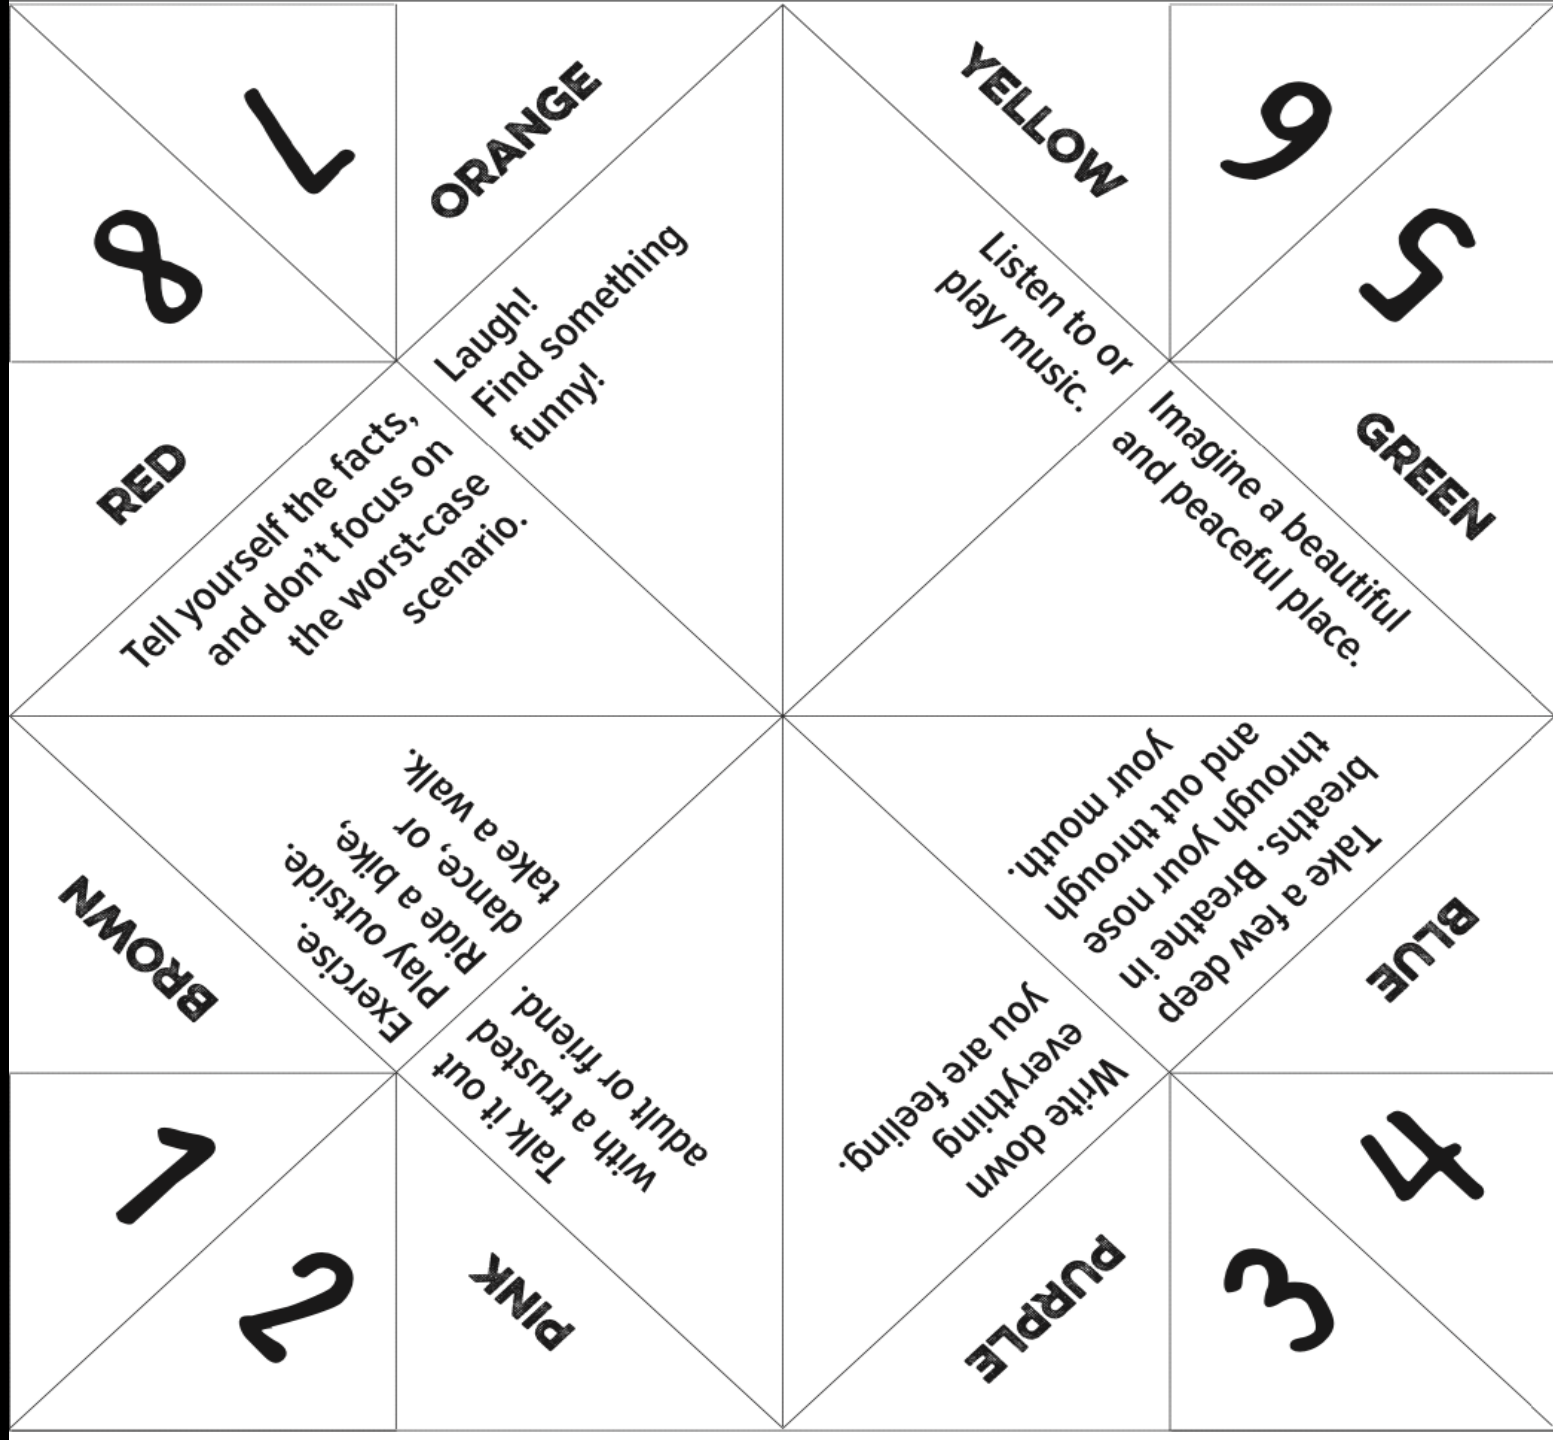 7
8
ORANGE
RED
Laugh!
Find something
funny!
Tell yourself the facts,
and don't focus on
the worst-case
scenario.
YELLOW
6
5
GREEN
Listen to or
play music.
Imagine a beautiful
and peaceful place.
BROWN
1
2
PINK
Exercise.
Play outside.
Ride a bike,
dance, or
take a walk.
Talk it out
with a trusted
adult or friend.
BLUE
4
3
PURPLE
Take a few deep
breaths. Breathe in
through your nose
and out through
your mouth.
Write down
everything
you are feeling.